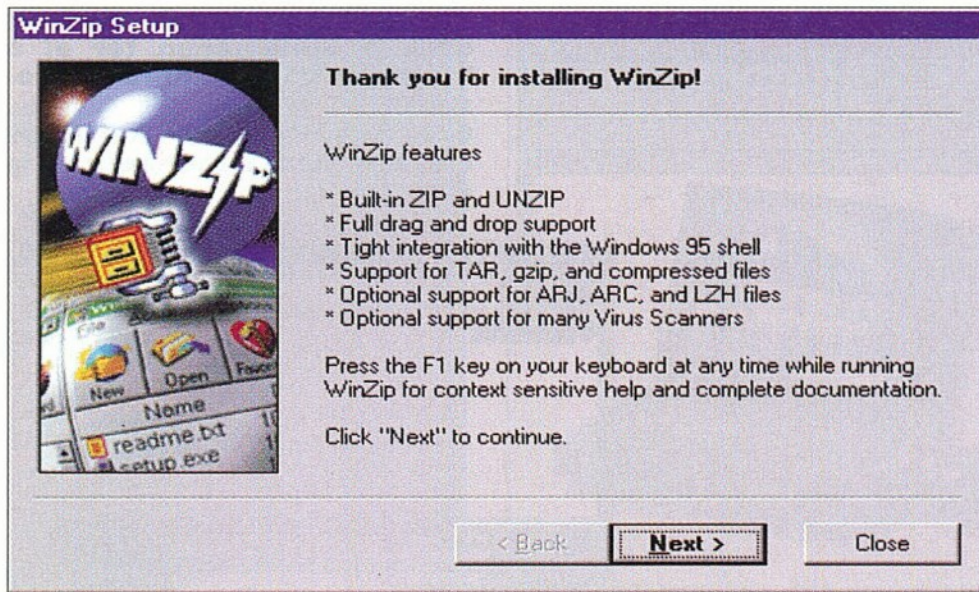 WinZip Setup
WINZIP
File
New
Open
Name
readme.txt
setup.exe
Thank you for installing WinZip!
WinZip features
* Built-in ZIP and UNZIP
* Full drag and drop support
* Tight integration with the Windows 95 shell
* Support for TAR, gzip, and compressed files
* Optional support for ARJ, ARC, and LZH files
* Optional support for many Virus Scanners
Press the F1 key on your keyboard at any time while running
WinZip for context sensitive help and complete documentation.
Click "Next" to continue.
< Back
Next >
Close